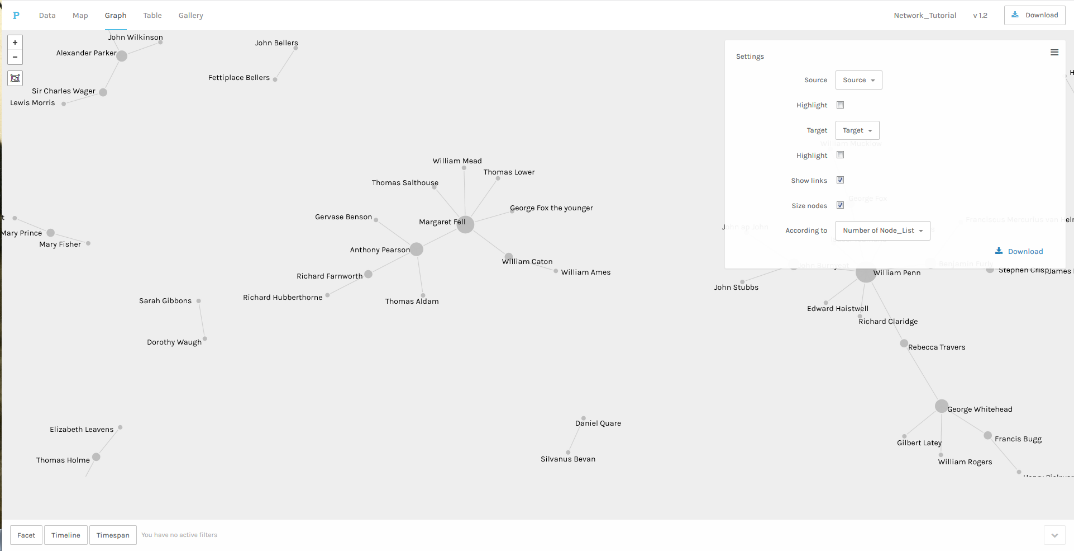 P Data Map Graph Table Gallery Network_Tutorial v 1.2 Download
+
−
John Wilkinson
Alexander Parker
Sir Charles Wager
Lewis Morris
John Bellers
Fettiplace Bellers
Settings
Source Source
Highlight
Target Target
Highlight
Show links
Size nodes
According to Number of Node_List
Download
William Mead
Thomas Lower
Thomas Salthouse
George Fox the younger
Gervase Benson
Margaret Fell
Anthony Pearson
William Caton
William Ames
Richard Farnworth
Richard Hubberthorne
Thomas Aldam
Mary Prince
Mary Fisher
Sarah Gibbons
Dorothy Waugh
William Penn
Stephen Crisp
James
John Stubbs
Edward Haistwell
Richard Claridge
Rebecca Travers
George Whitehead
Gilbert Latey
Francis Bugg
William Rogers
Elizabeth Leavens
Thomas Holme
Daniel Quare
Silvanus Bevan
Facet Timeline Timespan You have no active filters